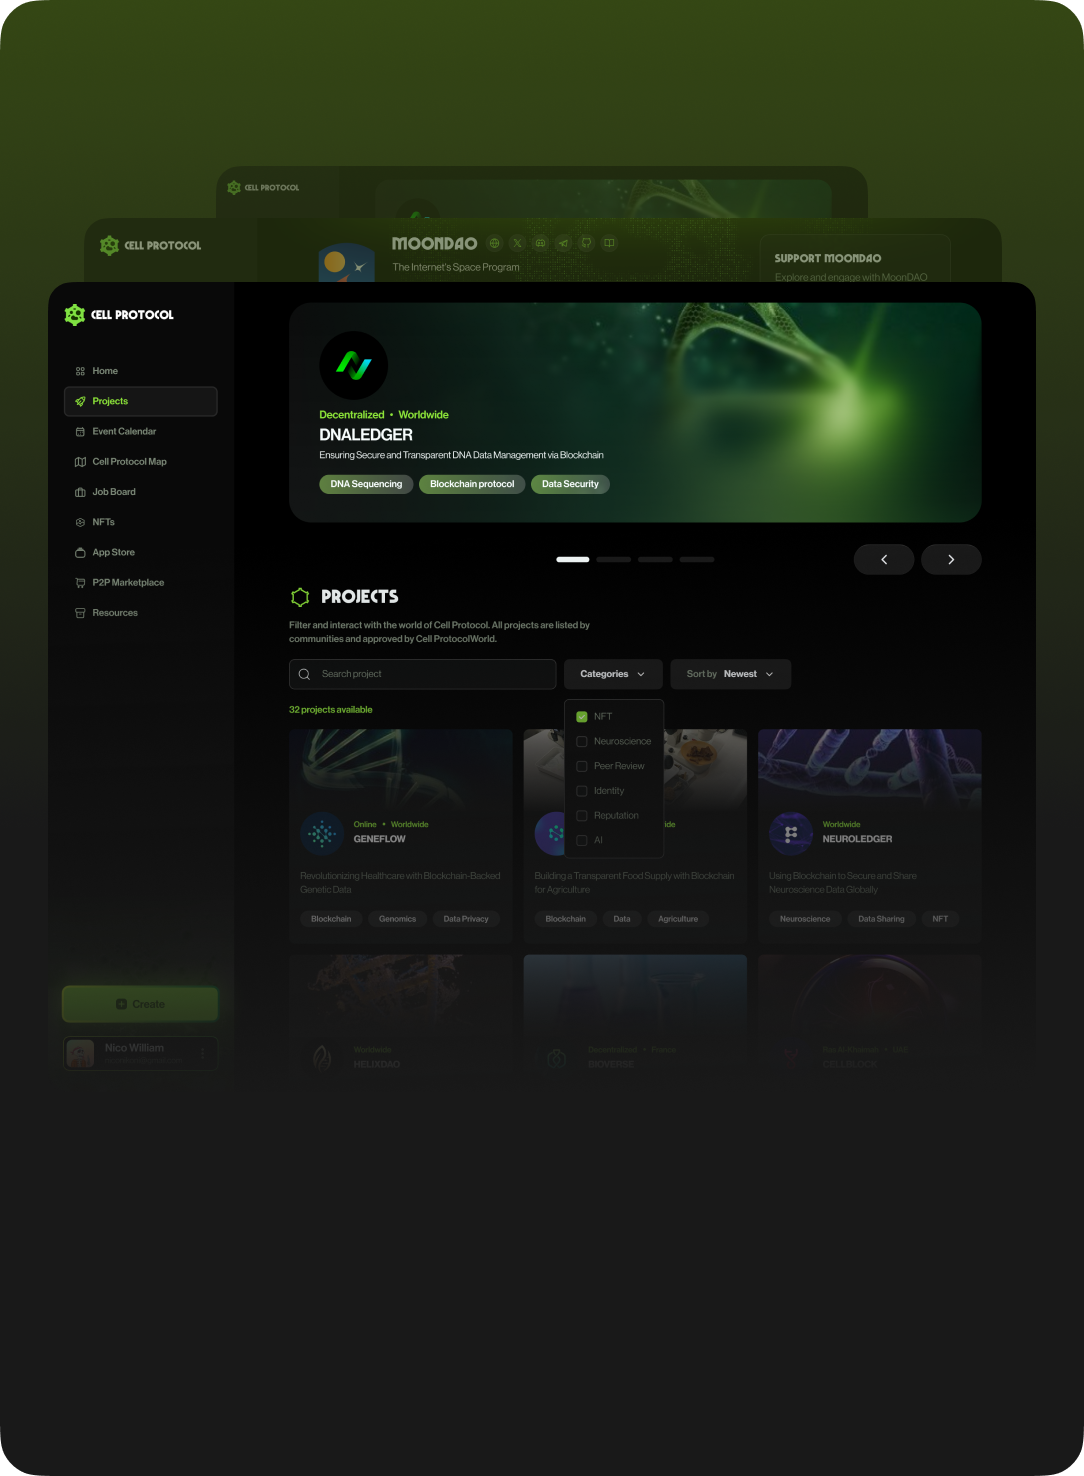 CELL PROTOCOL
CELL PROTOCOL
MOONDAO
The Internet's Space Program
SUPPORT MOONDAO
Explore and engage with MoonDAO
CELL PROTOCOL
Home
Projects
Event Calendar
Cell Protocol Map
Job Board
NFTs
App Store
P2P Marketplace
Resources
Create
Nico William
Decentralized • Worldwide
DNALEDGER
Ensuring Secure and Transparent DNA Data Management via Blockchain
DNA Sequencing
Blockchain protocol
Data Security
PROJECTS
Filter and interact with the world of Cell Protocol. All projects are listed by
communities and approved by Cell ProtocolWorld.
Search project
Categories
Sort by Newest
32 projects available
NFT
Neuroscience
Peer Review
Identity
Reputation
AI
Online • Worldwide
GENEFLOW
Revolutionizing Healthcare with Blockchain-Backed
Genetic Data
Blockchain
Genomics
Data Privacy
ide
Building a Transparent Food Supply with Blockchain
for Agriculture
Blockchain
Data
Agriculture
Worldwide
NEUROLEDGER
Using Blockchain to Secure and Share
Neuroscience Data Globally
Neuroscience
Data Sharing
NFT
Worldwide
HELIXDAO
Decentralized • Forum
BIOVERSE
CELLBLOCK